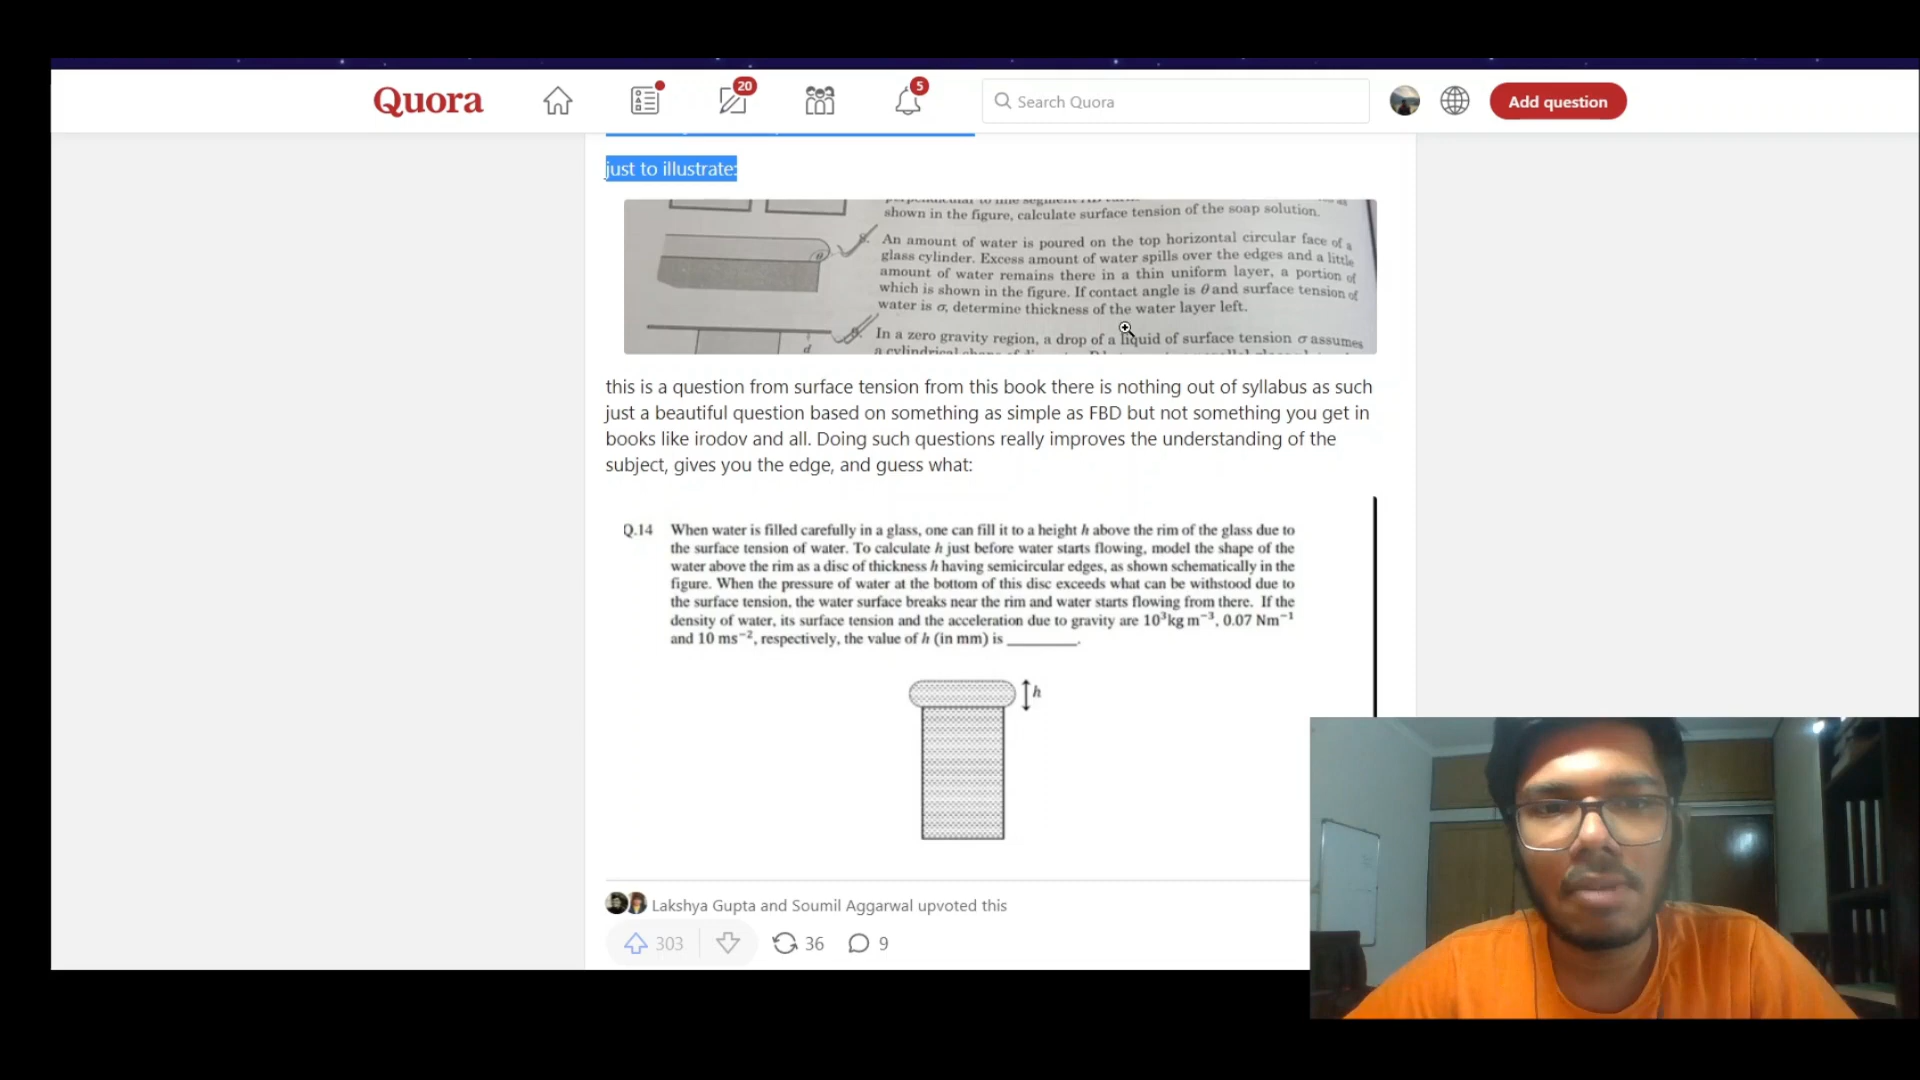 Quora
20
5
Search Quora
Add question
just to illustrate:
shown in the figure, calculate surface tension of the soap solution.
8. An amount of water is poured on the top horizontal circular face of a
glass cylinder. Excess amount of water spills over the edges and a little
amount of water remains there in a thin uniform layer, a portion of
which is shown in the figure. If contact angle is θ and surface tension of
water is σ, determine thickness of the water layer left.
θ
9. In a zero gravity region, a drop of a liquid of surface tension σ assumes
d
a cylindrical shape of
this is a question from surface tension from this book there is nothing out of syllabus as such
just a beautiful question based on something as simple as FBD but not something you get in
books like irodov and all. Doing such questions really improves the understanding of the
subject, gives you the edge, and guess what:
Q.14 When water is filled carefully in a glass, one can fill it to a height h above the rim of the glass due to
the surface tension of water. To calculate h just before water starts flowing, model the shape of the
water above the rim as a disc of thickness h having semicircular edges, as shown schematically in the
figure. When the pressure of water at the bottom of this disc exceeds what can be withstood due to
the surface tension, the water surface breaks near the rim and water starts flowing from there. If the
density of water, its surface tension and the acceleration due to gravity are 10³kg m⁻³, 0.07 Nm⁻¹
and 10 ms⁻², respectively, the value of h (in mm) is ________.
h
Lakshya Gupta and Soumil Aggarwal upvoted this
303
36
9